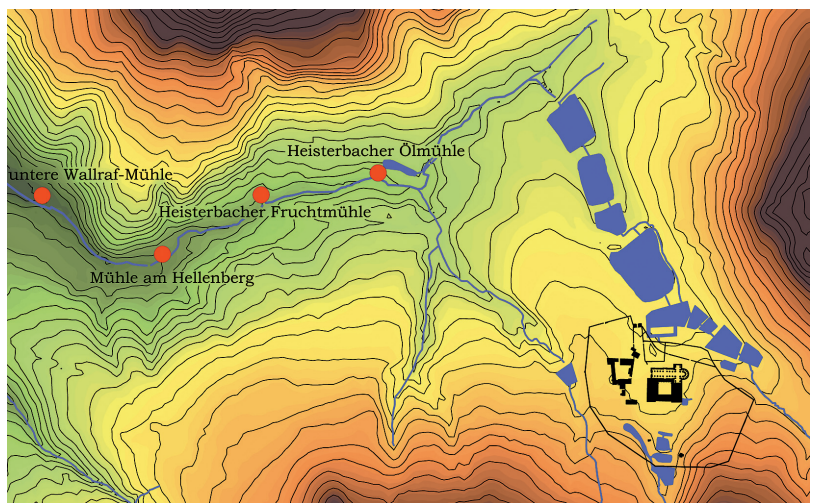 Heisterbacher Ölmühle
untere Wallraf-Mühle
Heisterbacher Fruchtmühle
Mühle am Hellenberg